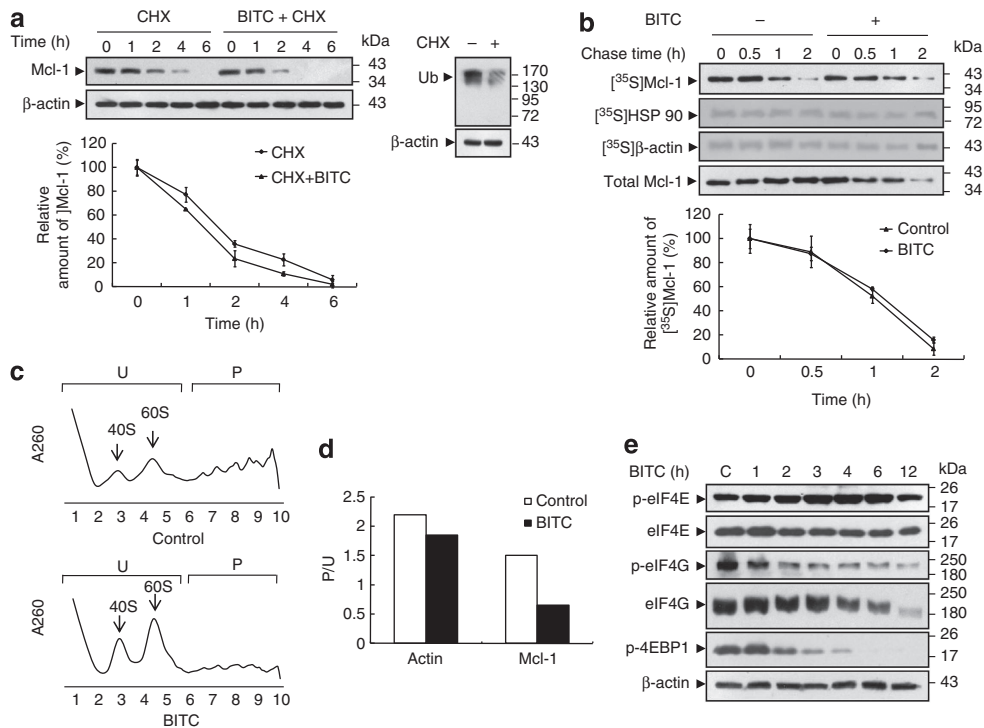 a
CHX BITC + CHX
Time (h) 0 1 2 4 6 0 1 2 4 6 kDa
Mcl-1 43
34
β-actin 43
Relative amount of ]Mcl-1 (%)
120
100
80
60
40
20
0
CHX
CHX+BITC
0 1 2 4 6
Time (h)
CHX – +
Ub 170
130
95
72
β-actin 43
b
BITC – +
Chase time (h) 0 0.5 1 2 0 0.5 1 2 kDa
[35S]Mcl-1 43
34
[35S]HSP 90 95
72
[35S]β-actin 43
Total Mcl-1 43
34
Relative amount of [35S]Mcl-1 (%)
120
100
80
60
40
20
0
Control
BITC
0 0.5 1 2
Time (h)
c
U P
A260
40S
60S
1 2 3 4 5 6 7 8 9 10
Control
U P
A260
40S
60S
1 2 3 4 5 6 7 8 9 10
BITC
d
P/U
2.5
2
1.5
1
0.5
0
Control
BITC
Actin Mcl-1
e
BITC (h) C 1 2 3 4 6 12 kDa
p-eIF4E 26
17
eIF4E 26
17
p-eIF4G 250
180
eIF4G 250
180
p-4EBP1 26
17
β-actin 43